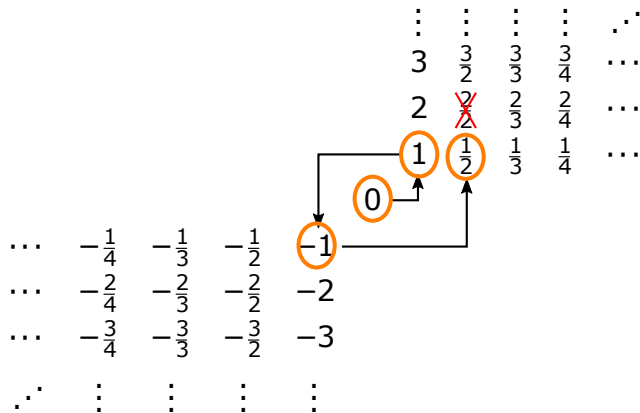 ⋮ ⋮ ⋮ ⋮ ⋰
3 3/2 3/3 3/4 ⋯
2 2/2 2/3 2/4 ⋯
1 1/2 1/3 1/4 ⋯
0
⋯ −1/4 −1/3 −1/2 −1
⋯ −2/4 −2/3 −2/2 −2
⋯ −3/4 −3/3 −3/2 −3
⋰ ⋮ ⋮ ⋮ ⋮